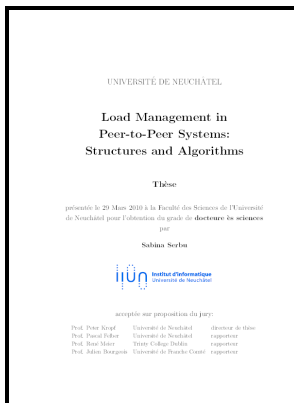 UNIVERSITÉ DE NEUCHÂTEL
Load Management in
Peer-to-Peer Systems:
Structures and Algorithms
Thèse
présentée le 29 Mars 2010 à la Faculté des Sciences de l'Université
de Neuchâtel pour l'obtention du grade de docteure ès sciences
par
Sabina Serbu
Institut d'informatique
Université de Neuchâtel
acceptée sur proposition du jury:
Prof. Peter Kropf Université de Neuchâtel directeur de thèse
Prof. Pascal Felber Université de Neuchâtel rapporteur
Prof. René Meier Trinty College Dublin rapporteur
Prof. Julien Bourgeois Université de Franche Comté rapporteur